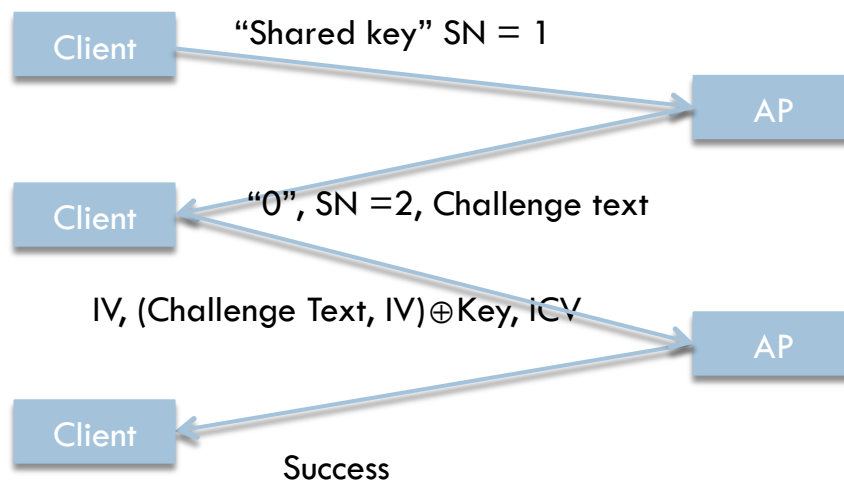 Client
“Shared key” SN = 1
AP
Client
“0”, SN =2, Challenge text
IV, (Challenge Text, IV)⊕Key, ICV
AP
Client
Success